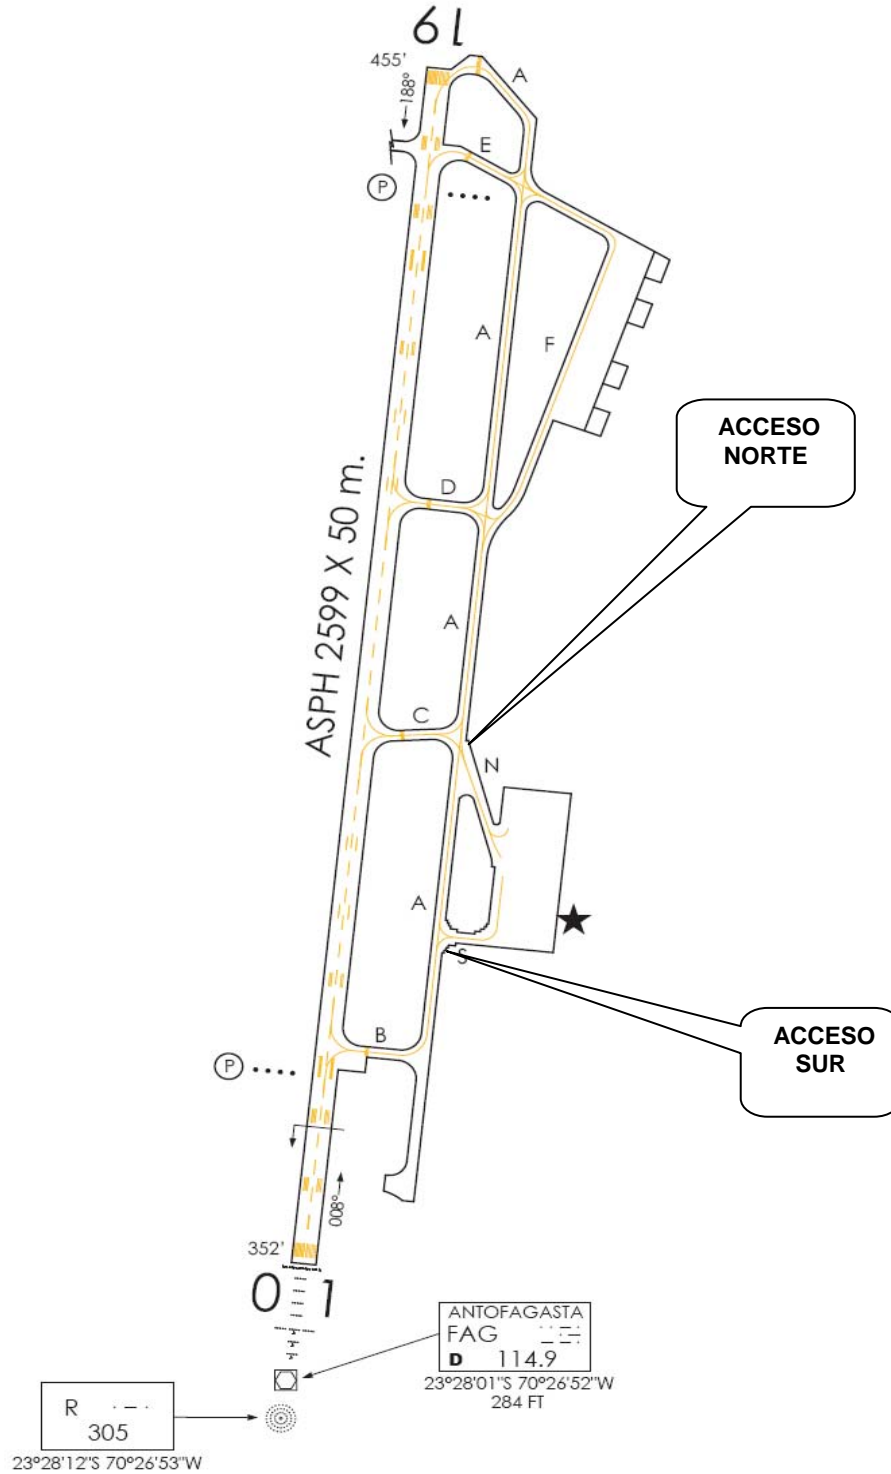 19
455'
188°
A
E
P
A
F
ACCESO
NORTE
D
ASPH 2599 X 50 m.
A
C
N
A
S
ACCESO
SUR
B
P
008°
352'
01
ANTOFAGASTA
FAG
D 114.9
23°28'01"S 70°26'52"W
284 FT
R
305
23°28'12"S 70°26'53"W